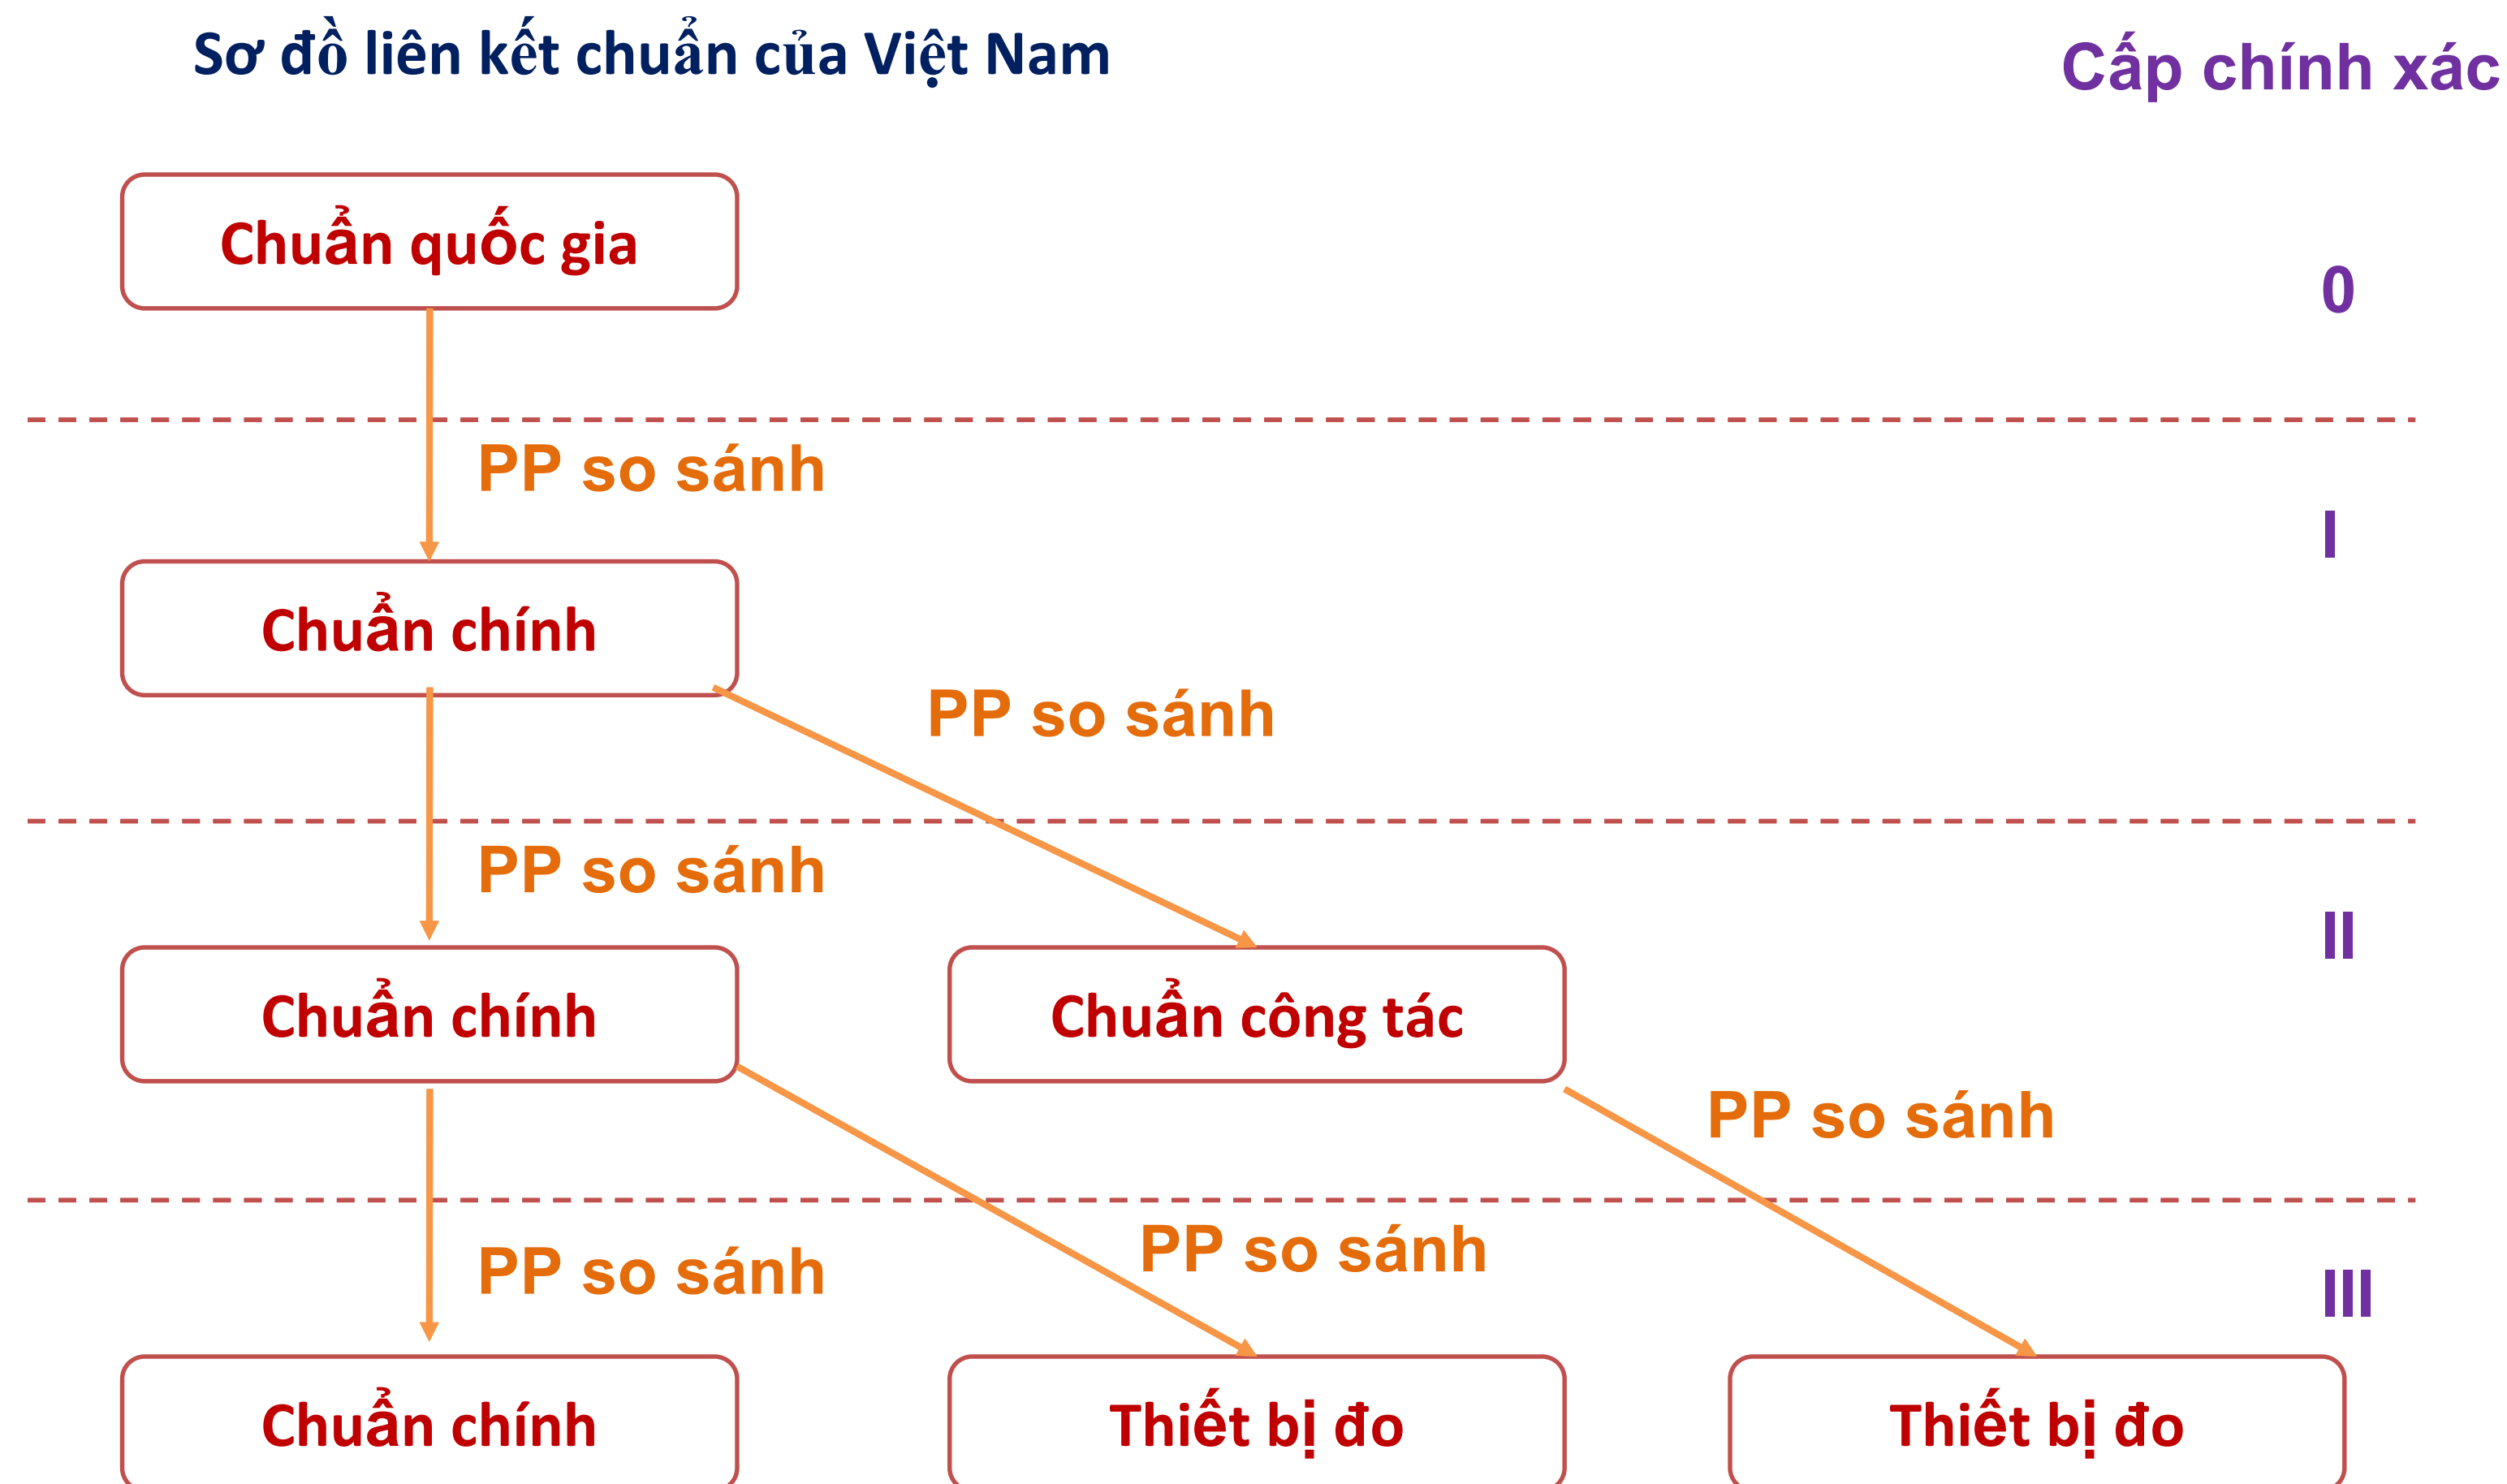 Sơ đồ liên kết chuẩn của Việt Nam
Cấp chính xác
Chuẩn quốc gia
0
PP so sánh
I
Chuẩn chính
PP so sánh
PP so sánh
II
Chuẩn chính
Chuẩn công tác
PP so sánh
PP so sánh
PP so sánh
III
Chuẩn chính
Thiết bị đo
Thiết bị đo